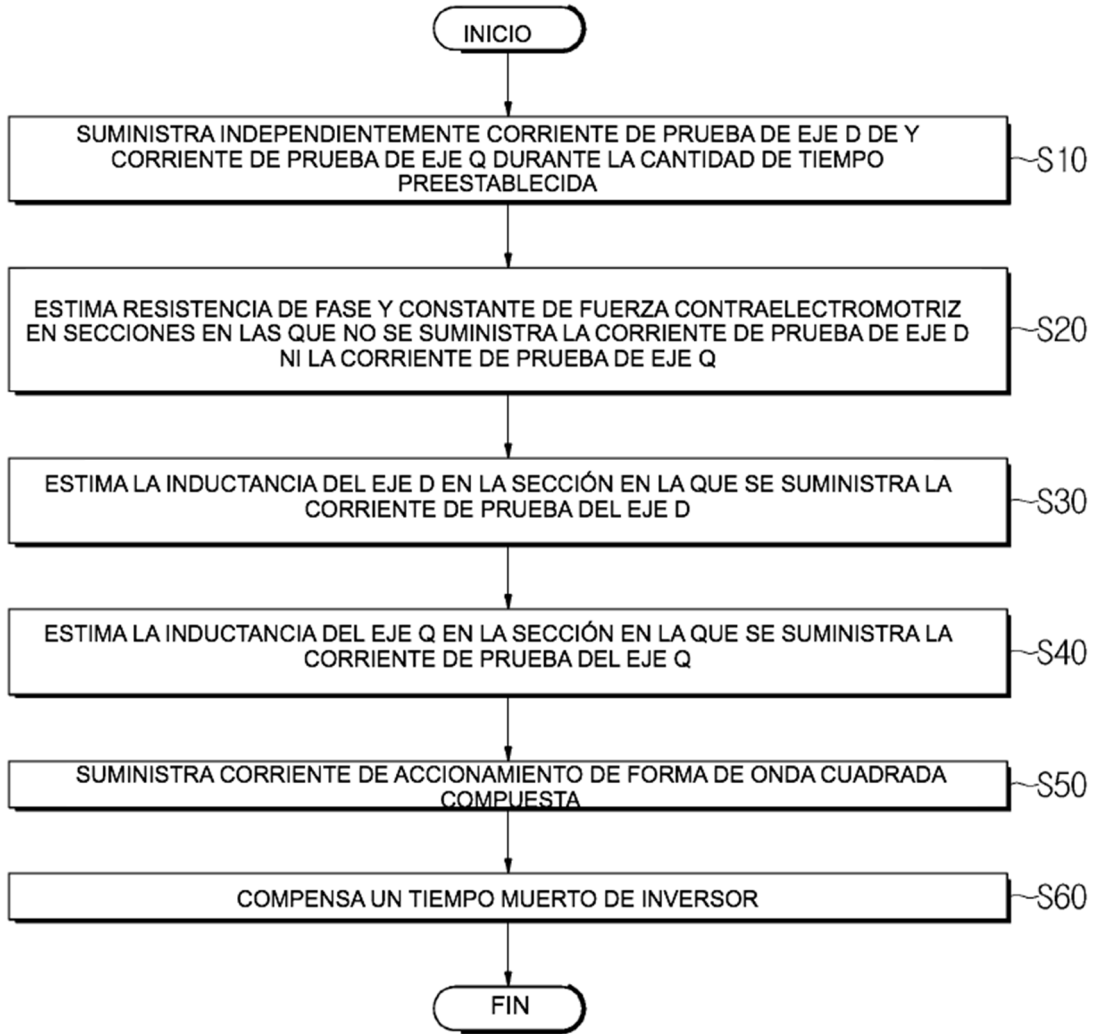 INICIO
SUMINISTRA INDEPENDIENTEMENTE CORRIENTE DE PRUEBA DE EJE D DE Y
CORRIENTE DE PRUEBA DE EJE Q DURANTE LA CANTIDAD DE TIEMPO
PREESTABLECIDA
S10
ESTIMA RESISTENCIA DE FASE Y CONSTANTE DE FUERZA CONTRAELECTROMOTRIZ
EN SECCIONES EN LAS QUE NO SE SUMINISTRA LA CORRIENTE DE PRUEBA DE EJE D
NI LA CORRIENTE DE PRUEBA DE EJE Q
S20
ESTIMA LA INDUCTANCIA DEL EJE D EN LA SECCIÓN EN LA QUE SE SUMINISTRA LA
CORRIENTE DE PRUEBA DEL EJE D
S30
ESTIMA LA INDUCTANCIA DEL EJE Q EN LA SECCIÓN EN LA QUE SE SUMINISTRA LA
CORRIENTE DE PRUEBA DEL EJE Q
S40
SUMINISTRA CORRIENTE DE ACCIONAMIENTO DE FORMA DE ONDA CUADRADA
COMPUESTA
S50
COMPENSA UN TIEMPO MUERTO DE INVERSOR
S60
FIN